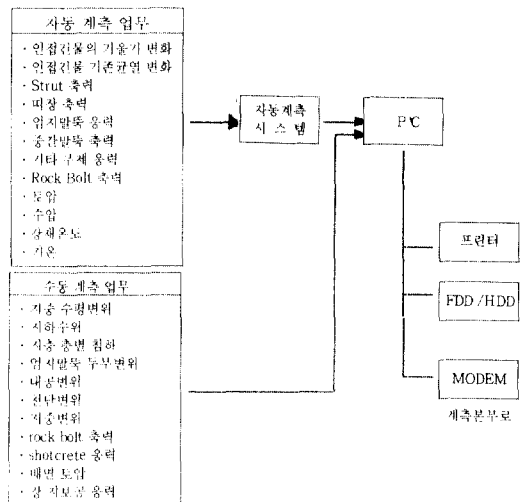 자동 계측 업무
· 인접건물의 기울기 변화
· 인접건물 기존균열 변화
· Strut 축력
· 띠장 축력
· 엄지말뚝 응력
· 중간말뚝 축력
· 기타 부재 응력
· Rock Bolt 축력
· 토압
· 수압
· 강재온도
· 기온
자동계측
시 스 템
PC
프린터
FDD /HDD
MODEM
계측본부로
수동 계측 업무
· 지중 수평변위
· 지하수위
· 지층 층별 침하
· 엄지말뚝 두부변위
· 내공변위
· 천단변위
· 지중변위
· rock bolt 축력
· shotcrete 응력
· 배면 토압
· 강 지보공 응력